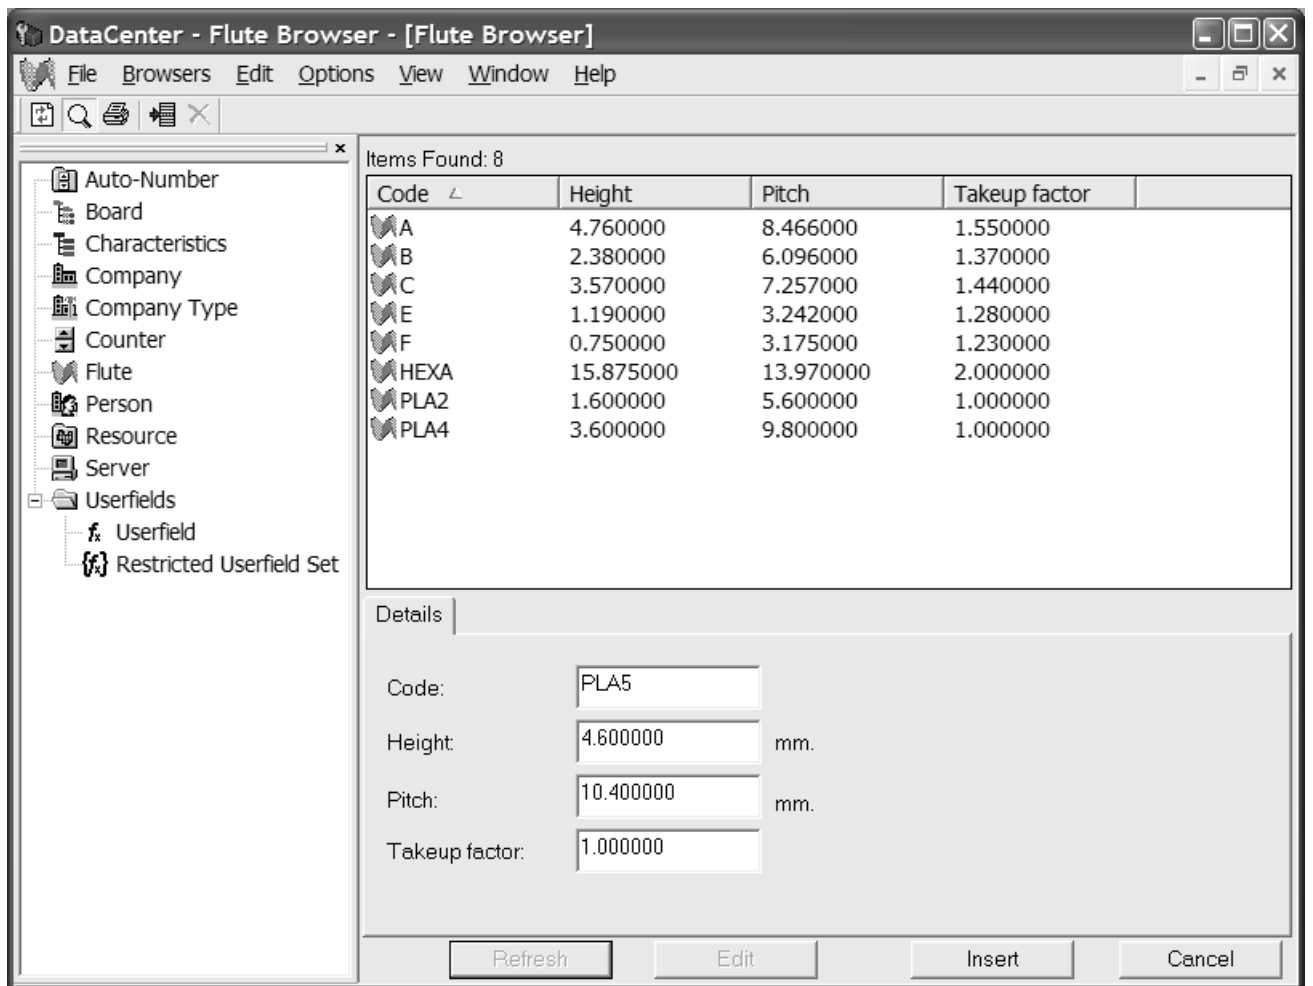 DataCenter - Flute Browser - [Flute Browser]
File Browsers Edit Options View Window Help
Auto-Number
Board
Characteristics
Company
Company Type
Counter
Flute
Person
Resource
Server
Userfields
Userfield
Restricted Userfield Set
Items Found: 8
Code Height Pitch Takeup factor
A 4.760000 8.466000 1.550000
B 2.380000 6.096000 1.370000
C 3.570000 7.257000 1.440000
E 1.190000 3.242000 1.280000
F 0.750000 3.175000 1.230000
HEXA 15.875000 13.970000 2.000000
PLA2 1.600000 5.600000 1.000000
PLA4 3.600000 9.800000 1.000000
Details
Code: PLA5
Height: 4.600000 mm.
Pitch: 10.400000 mm.
Takeup factor: 1.000000
Refresh Edit Insert Cancel